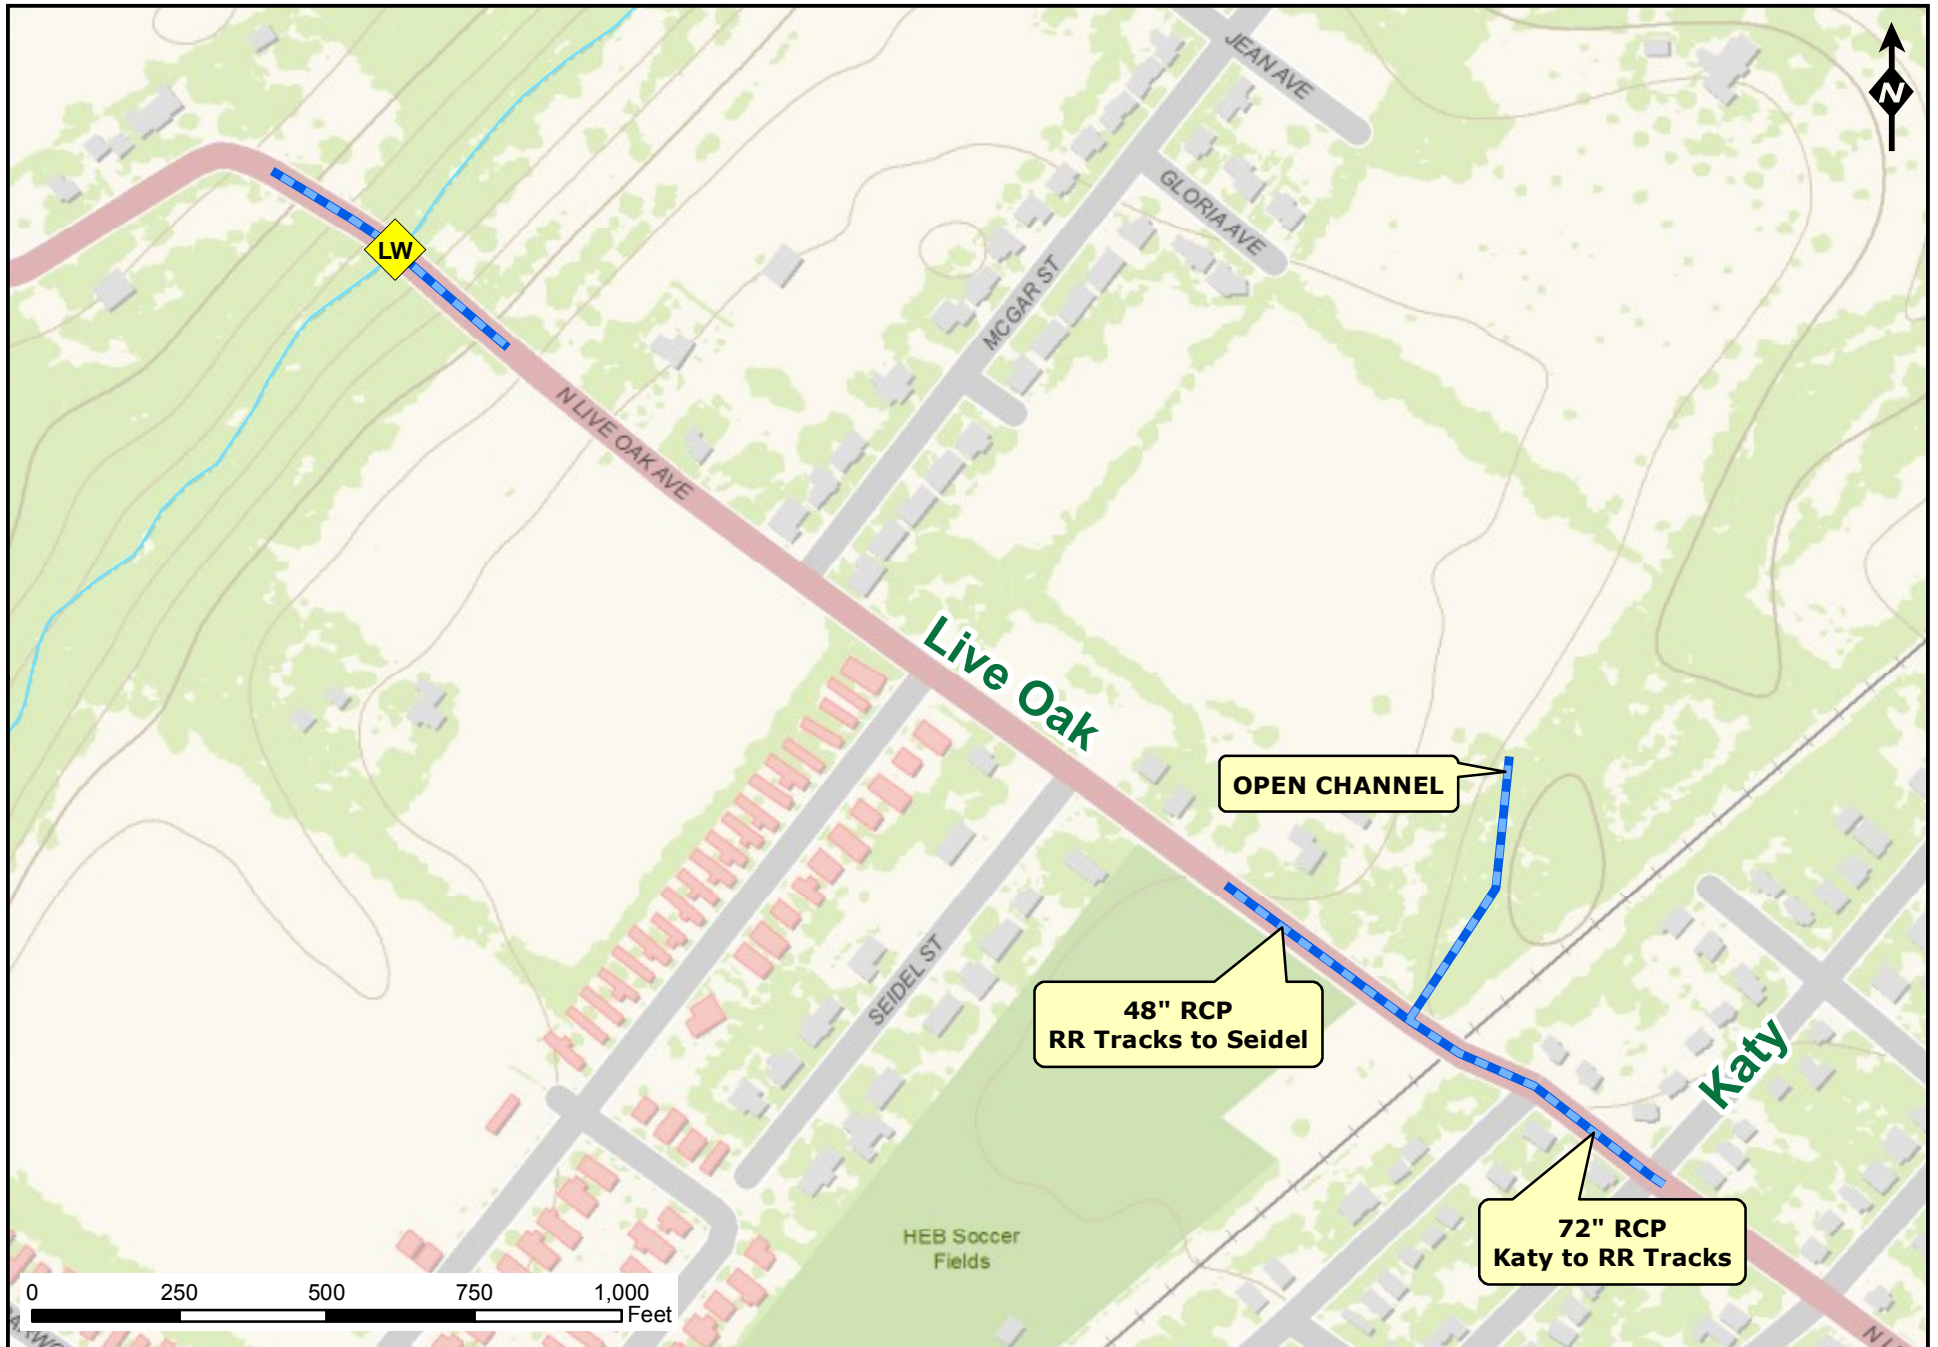 JEAN AVE
N
GLORIA AVE
LW
MCGAR ST
N LIVE OAK AVE
Live Oak
OPEN CHANNEL
SEIDEL ST
48" RCP
RR Tracks to Seidel
Katy
72" RCP
Katy to RR Tracks
HEB Soccer
Fields
0 250 500 750 1,000
Feet